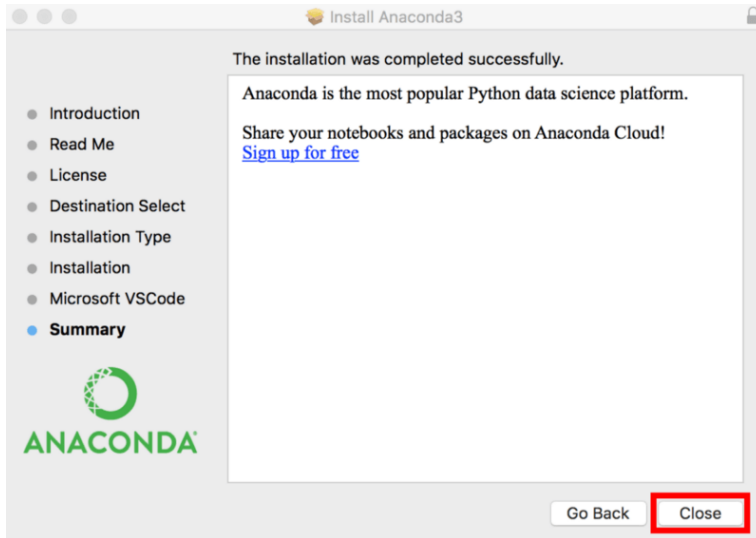 Install Anaconda3
The installation was completed successfully.
Introduction
Read Me
License
Destination Select
Installation Type
Installation
Microsoft VSCode
Summary
ANACONDA
Anaconda is the most popular Python data science platform.
Share your notebooks and packages on Anaconda Cloud!
Sign up for free
Go Back
Close